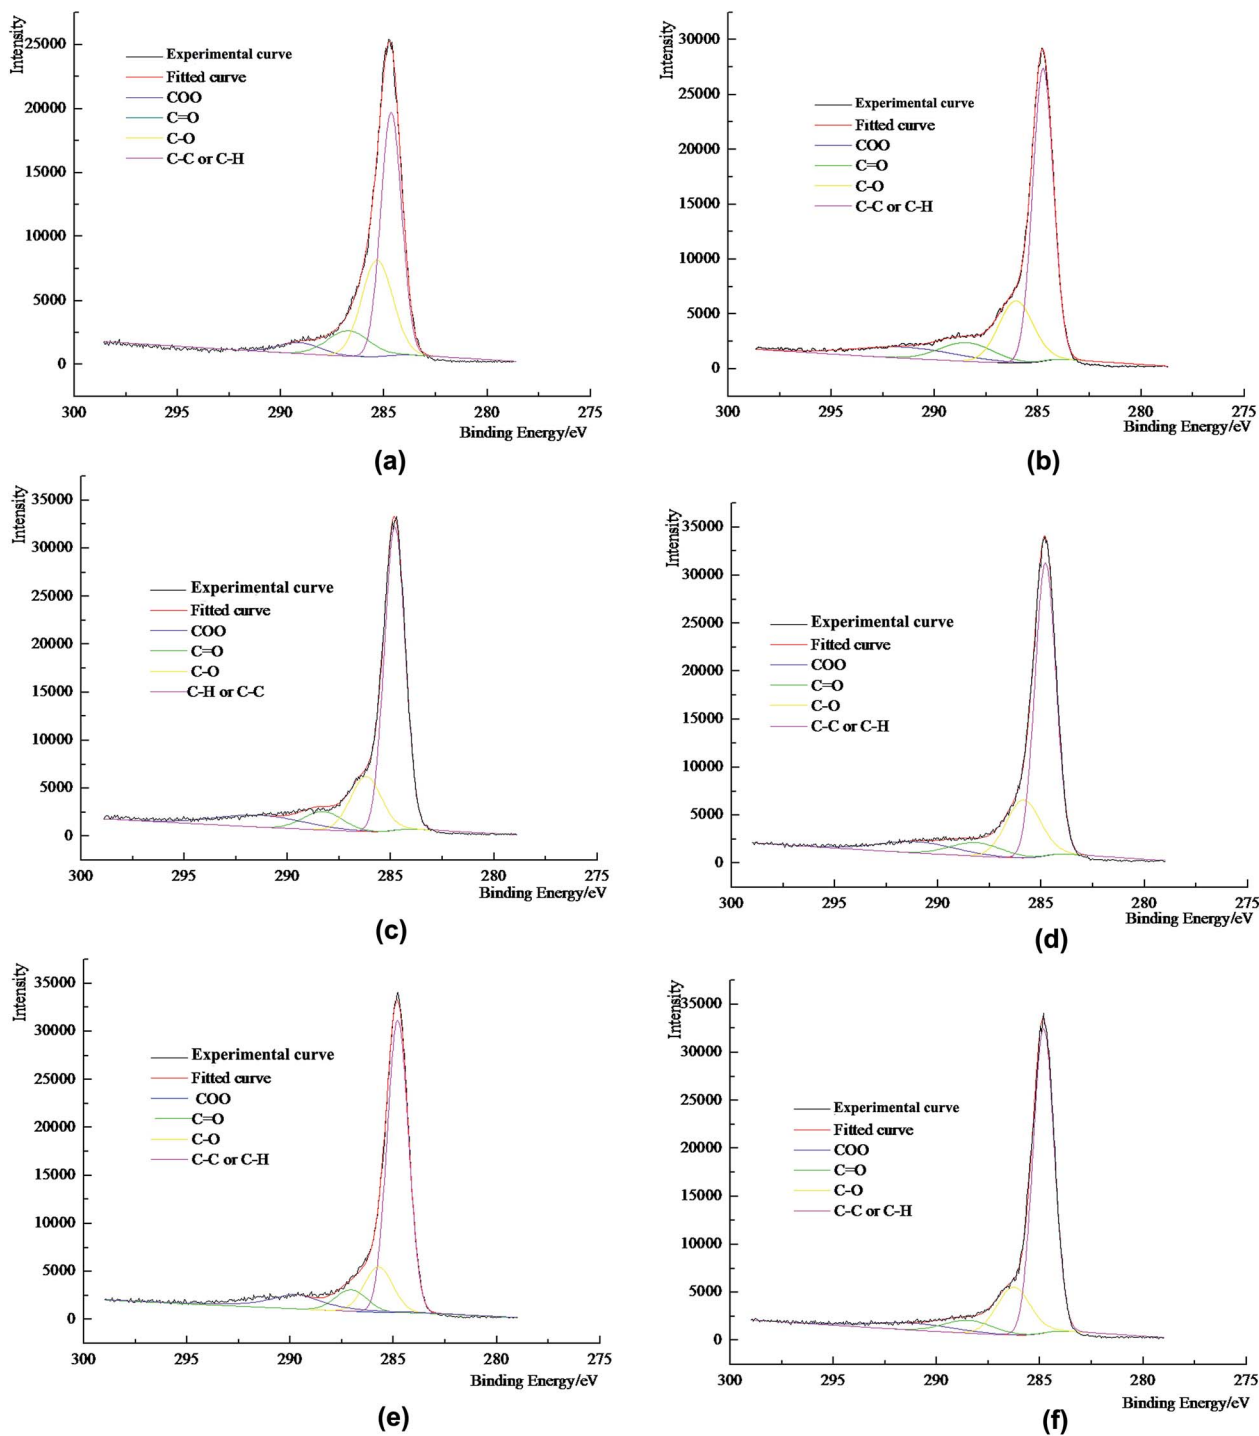 Intensity
25000
20000
15000
10000
5000
0
Experimental curve
Fitted curve
COO
C=O
C-O
C-C or C-H
300
295
290
285
280
275
Binding Energy/eV
(a)
Intensity
30000
25000
20000
15000
10000
5000
0
Experimental curve
Fitted curve
COO
C=O
C-O
C-C or C-H
300
295
290
285
280
275
Binding Energy/eV
(b)
Intensity
35000
30000
25000
20000
15000
10000
5000
0
Experimental curve
Fitted curve
COO
C=O
C-O
C-H or C-C
300
295
290
285
280
275
Binding Energy/eV
(c)
Intensity
35000
30000
25000
20000
15000
10000
5000
0
Experimental curve
Fitted curve
COO
C=O
C-O
C-C or C-H
300
295
290
285
280
275
Binding Energy/eV
(d)
Intensity
35000
30000
25000
20000
15000
10000
5000
0
Experimental curve
Fitted curve
COO
C=O
C-O
C-C or C-H
300
295
290
285
280
275
Binding Energy/eV
(e)
Intensity
35000
30000
25000
20000
15000
10000
5000
0
Experimental curve
Fitted curve
COO
C=O
C-O
C-C or C-H
300
295
290
285
280
275
Binding Energy/eV
(f)